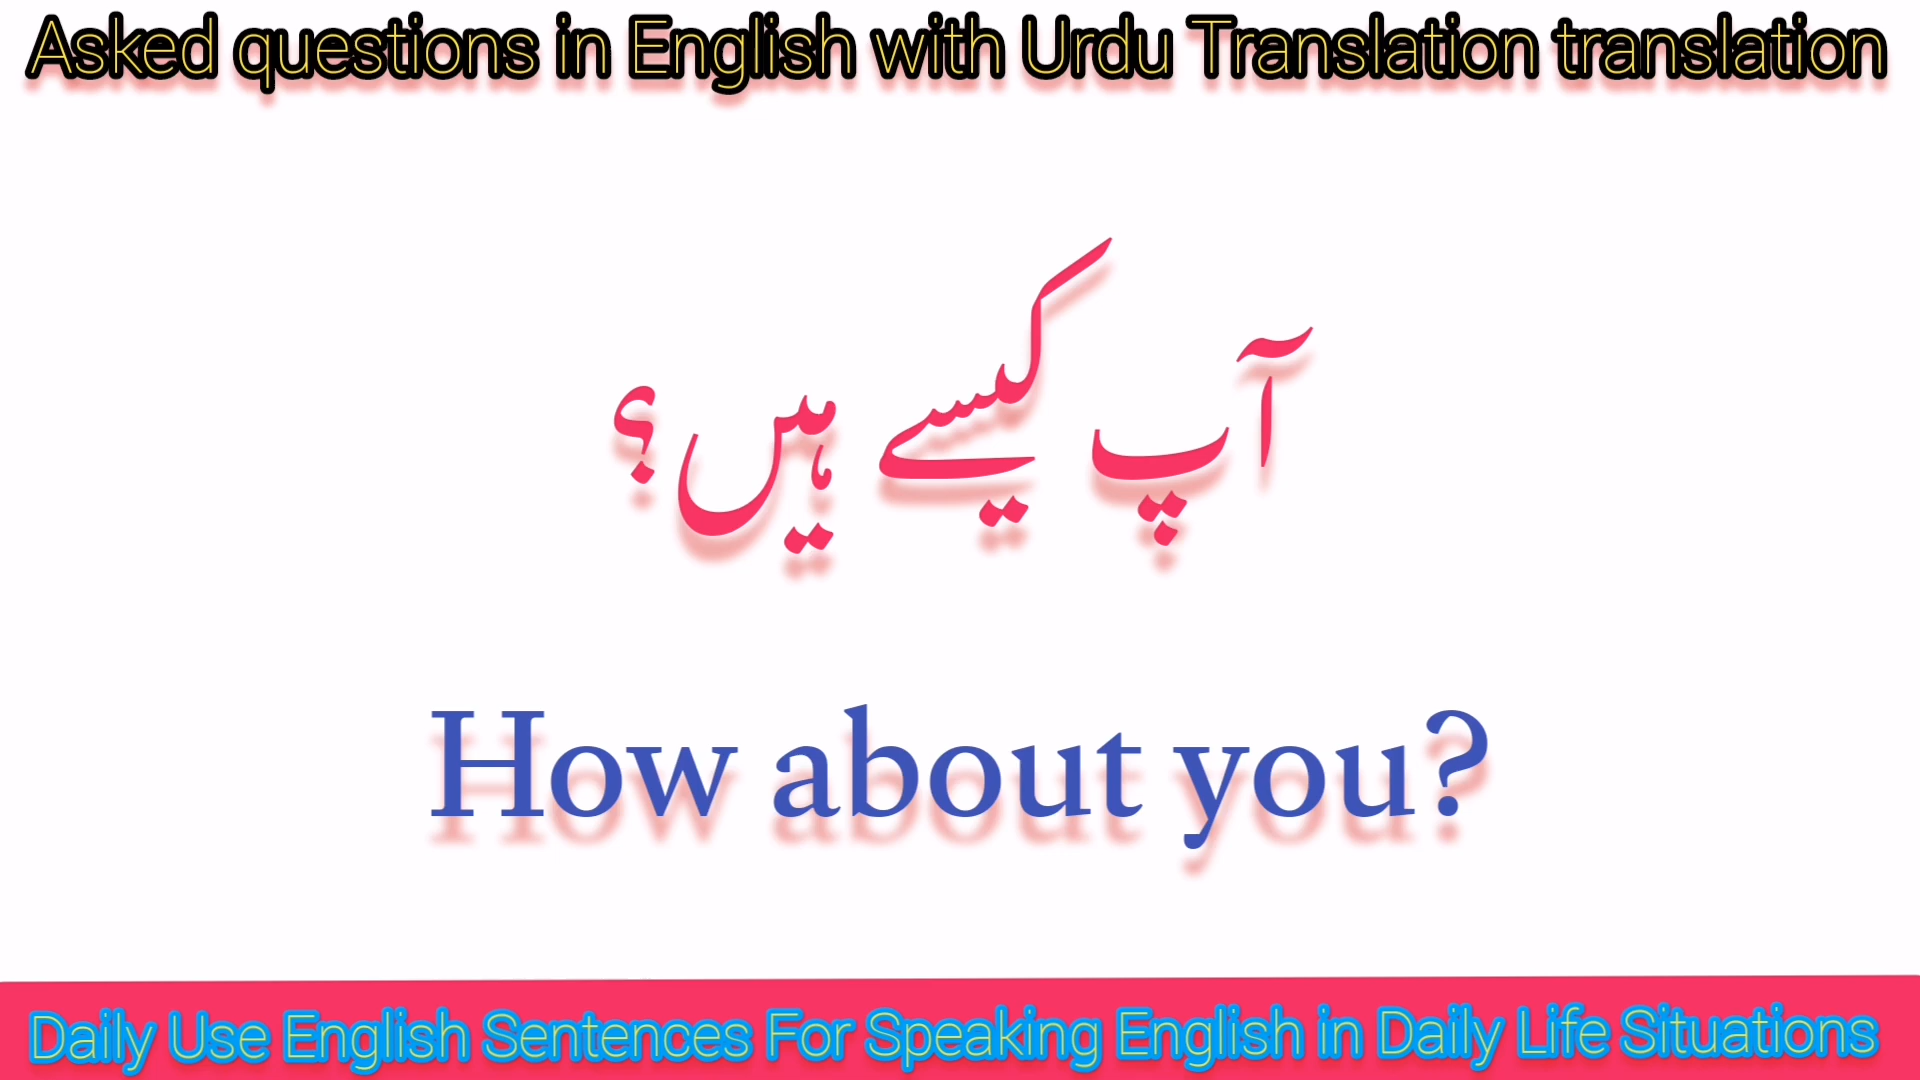 Asked questions in English with Urdu Translation translation
آپ کیسے ہیں؟
How about you?
Daily Use English Sentences For Speaking English in Daily Life Situations